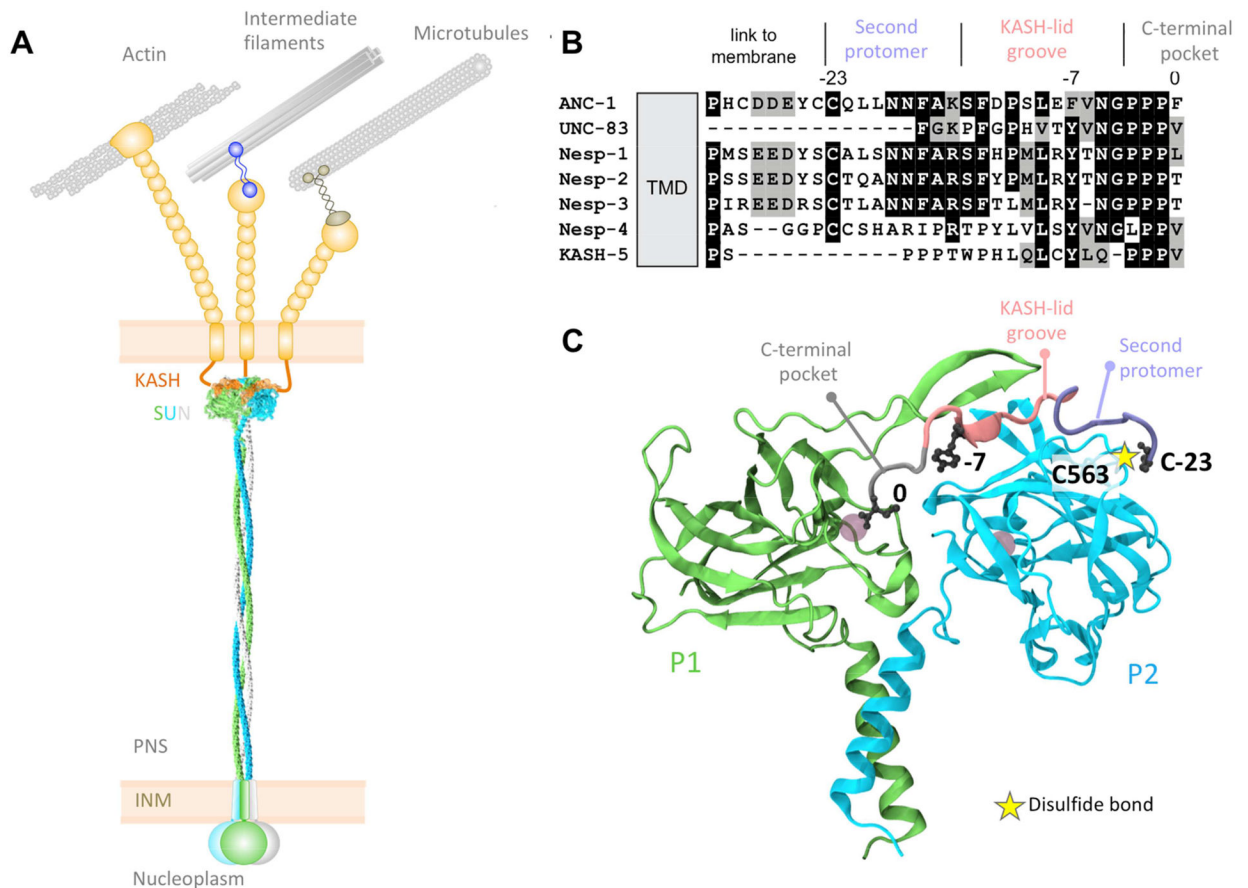 A
Actin
Intermediate
filaments
Microtubules
KASH
SUN
PNS
INM
Nucleoplasm
B
link to
membrane
Second
protomer
KASH-lid
groove
C-terminal
pocket
-23
-7
0
TMD
ANC-1 PHCDDEYCCQLLNNFAKSFDPSLEFVNGPPPF
UNC-83 --------------FGKPFGPHVTYVNGPPPV
Nesp-1 PMSEEDYSCALSNNFARSFHPMLRYTNGPPPL
Nesp-2 PSSEEDYSCTQANNFARSFYPMLRYTNGPPPT
Nesp-3 PIREEDRSCTLANNFARSFTLMLRY-NGPPPT
Nesp-4 PAS--GGPCCSHARIPRTPYLVLSYVNGLPPV
KASH-5 PS-----------PPPTWPHLQLCYLQ-PPPV
C
C-terminal
pocket
KASH-lid
groove
Second
protomer
0
-7
C563
C-23
P1
P2
Disulfide bond